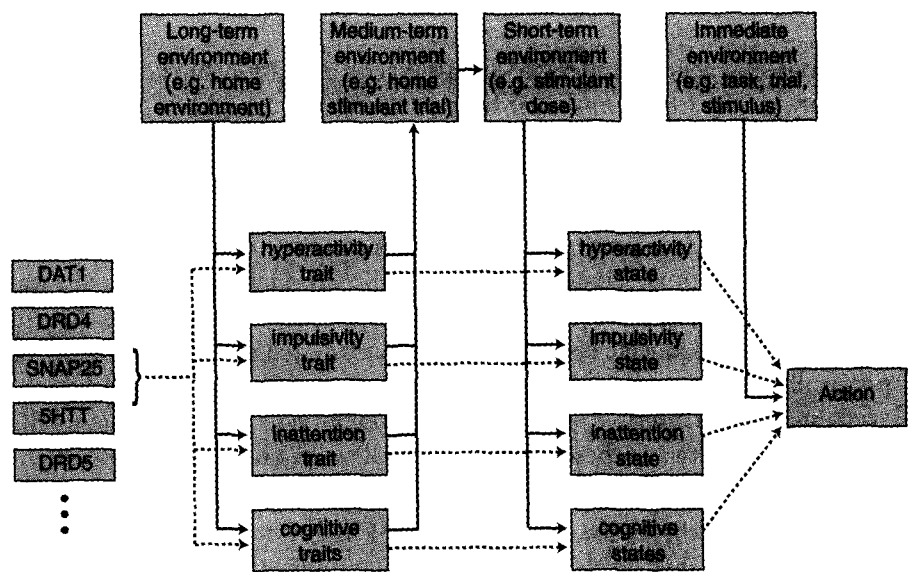 Long-term
environment
(e.g. home
environment)
Medium-term
environment
(e.g. home
stimulant trial)
Short-term
environment
(e.g. stimulant
dose)
Immediate
environment
(e.g. task, trial,
stimulus)
DAT1
DRD4
SNAP25
5HTT
DRD5
hyperactivity
trait
impulsivity
trait
inattention
trait
cognitive
traits
hyperactivity
state
impulsivity
state
inattention
state
cognitive
states
Action